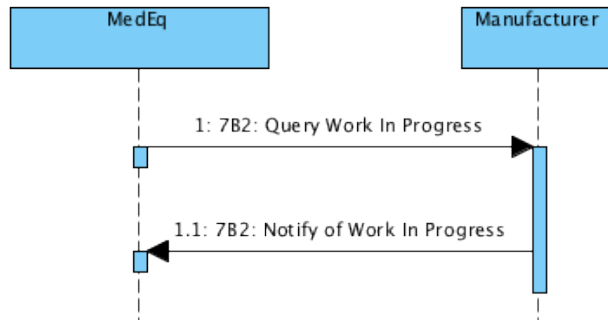 MedEq
Manufacturer
1: 7B2: Query Work In Progress
1.1: 7B2: Notify of Work In Progress